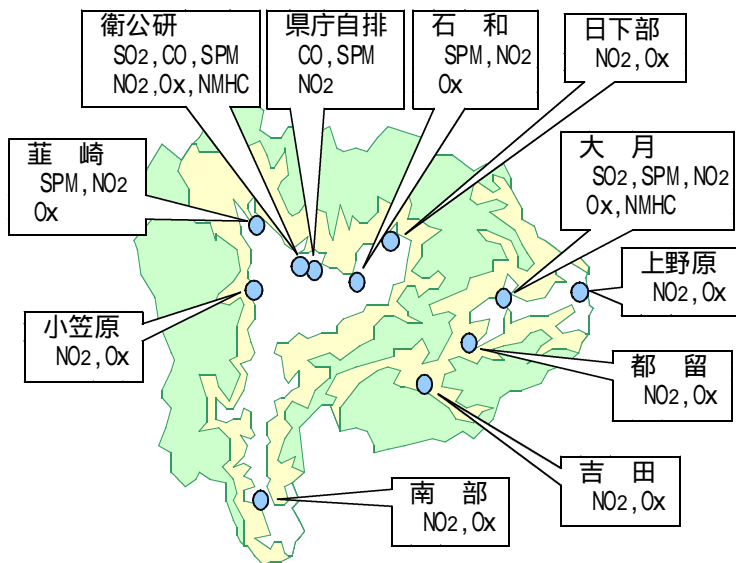 衛公研
SO2,CO,SPM
NO2,Ox,NMHC
県庁自排
CO,SPM
NO2
石　和
SPM,NO2
Ox
日下部
NO2,Ox
韮　崎
SPM,NO2
Ox
大　月
SO2,SPM,NO2
Ox,NMHC
上野原
NO2,Ox
小笠原
NO2,Ox
都　留
NO2,Ox
吉　田
NO2,Ox
南　部
NO2,Ox